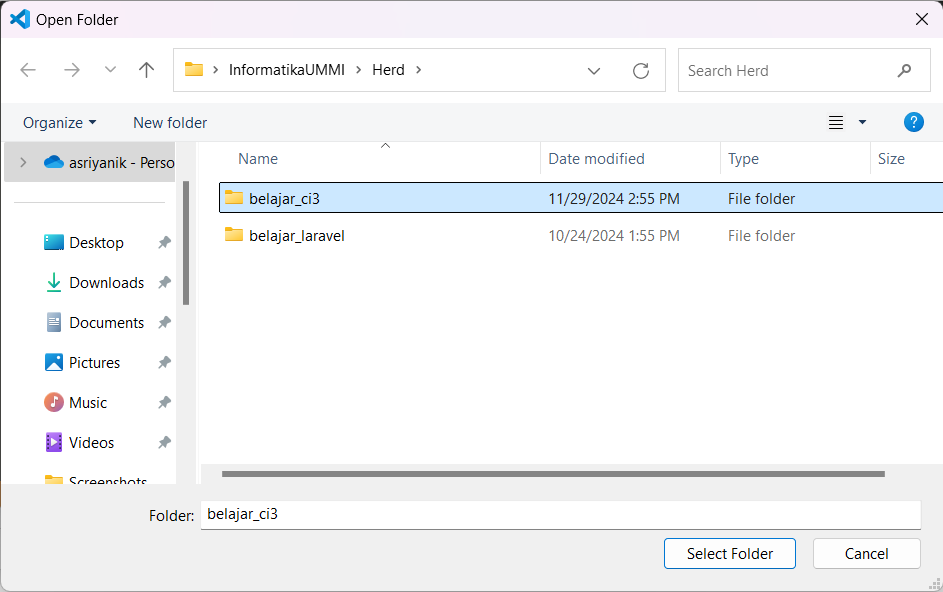 Open Folder
InformatikaUMMI > Herd >
Search Herd
Organize
New folder
?
asriyanik - Perso
Desktop
Downloads
Documents
Pictures
Music
Videos
Screenshots
Name Date modified Type Size
belajar_ci3 11/29/2024 2:55 PM File folder
belajar_laravel 10/24/2024 1:55 PM File folder
Folder: belajar_ci3
Select Folder
Cancel